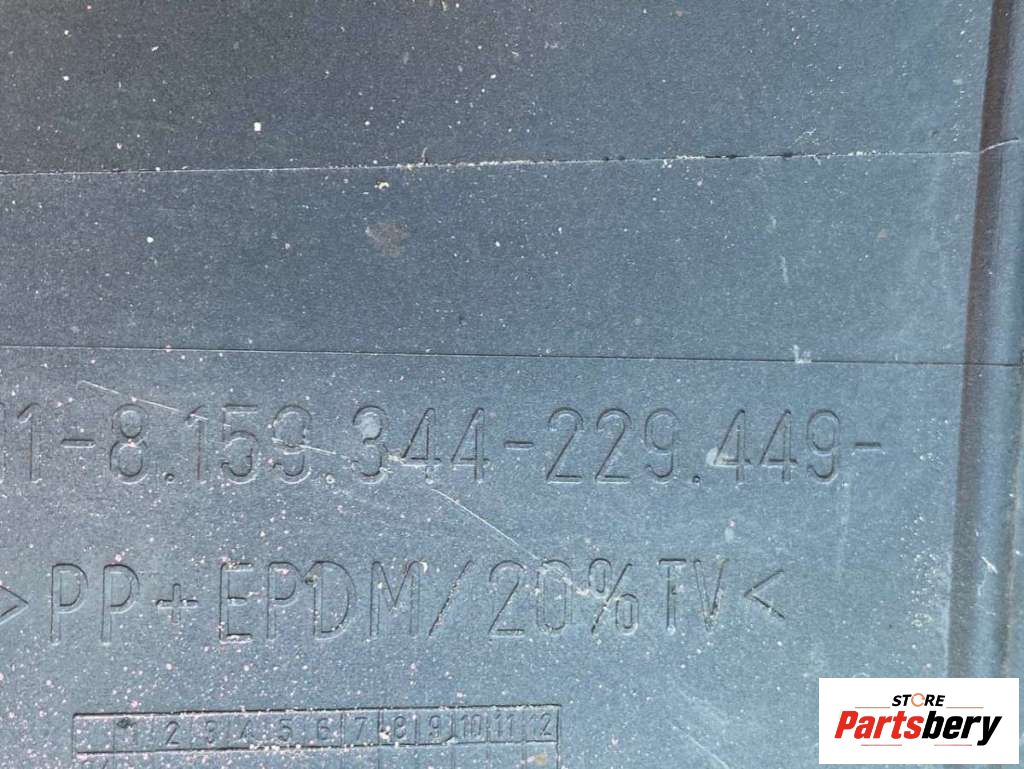 1-8.159.344-229.449-
>PP+EPDM/20%TV<
1 2 3 4 5 6 7 8 9 10 11 12
STORE
Partsbery